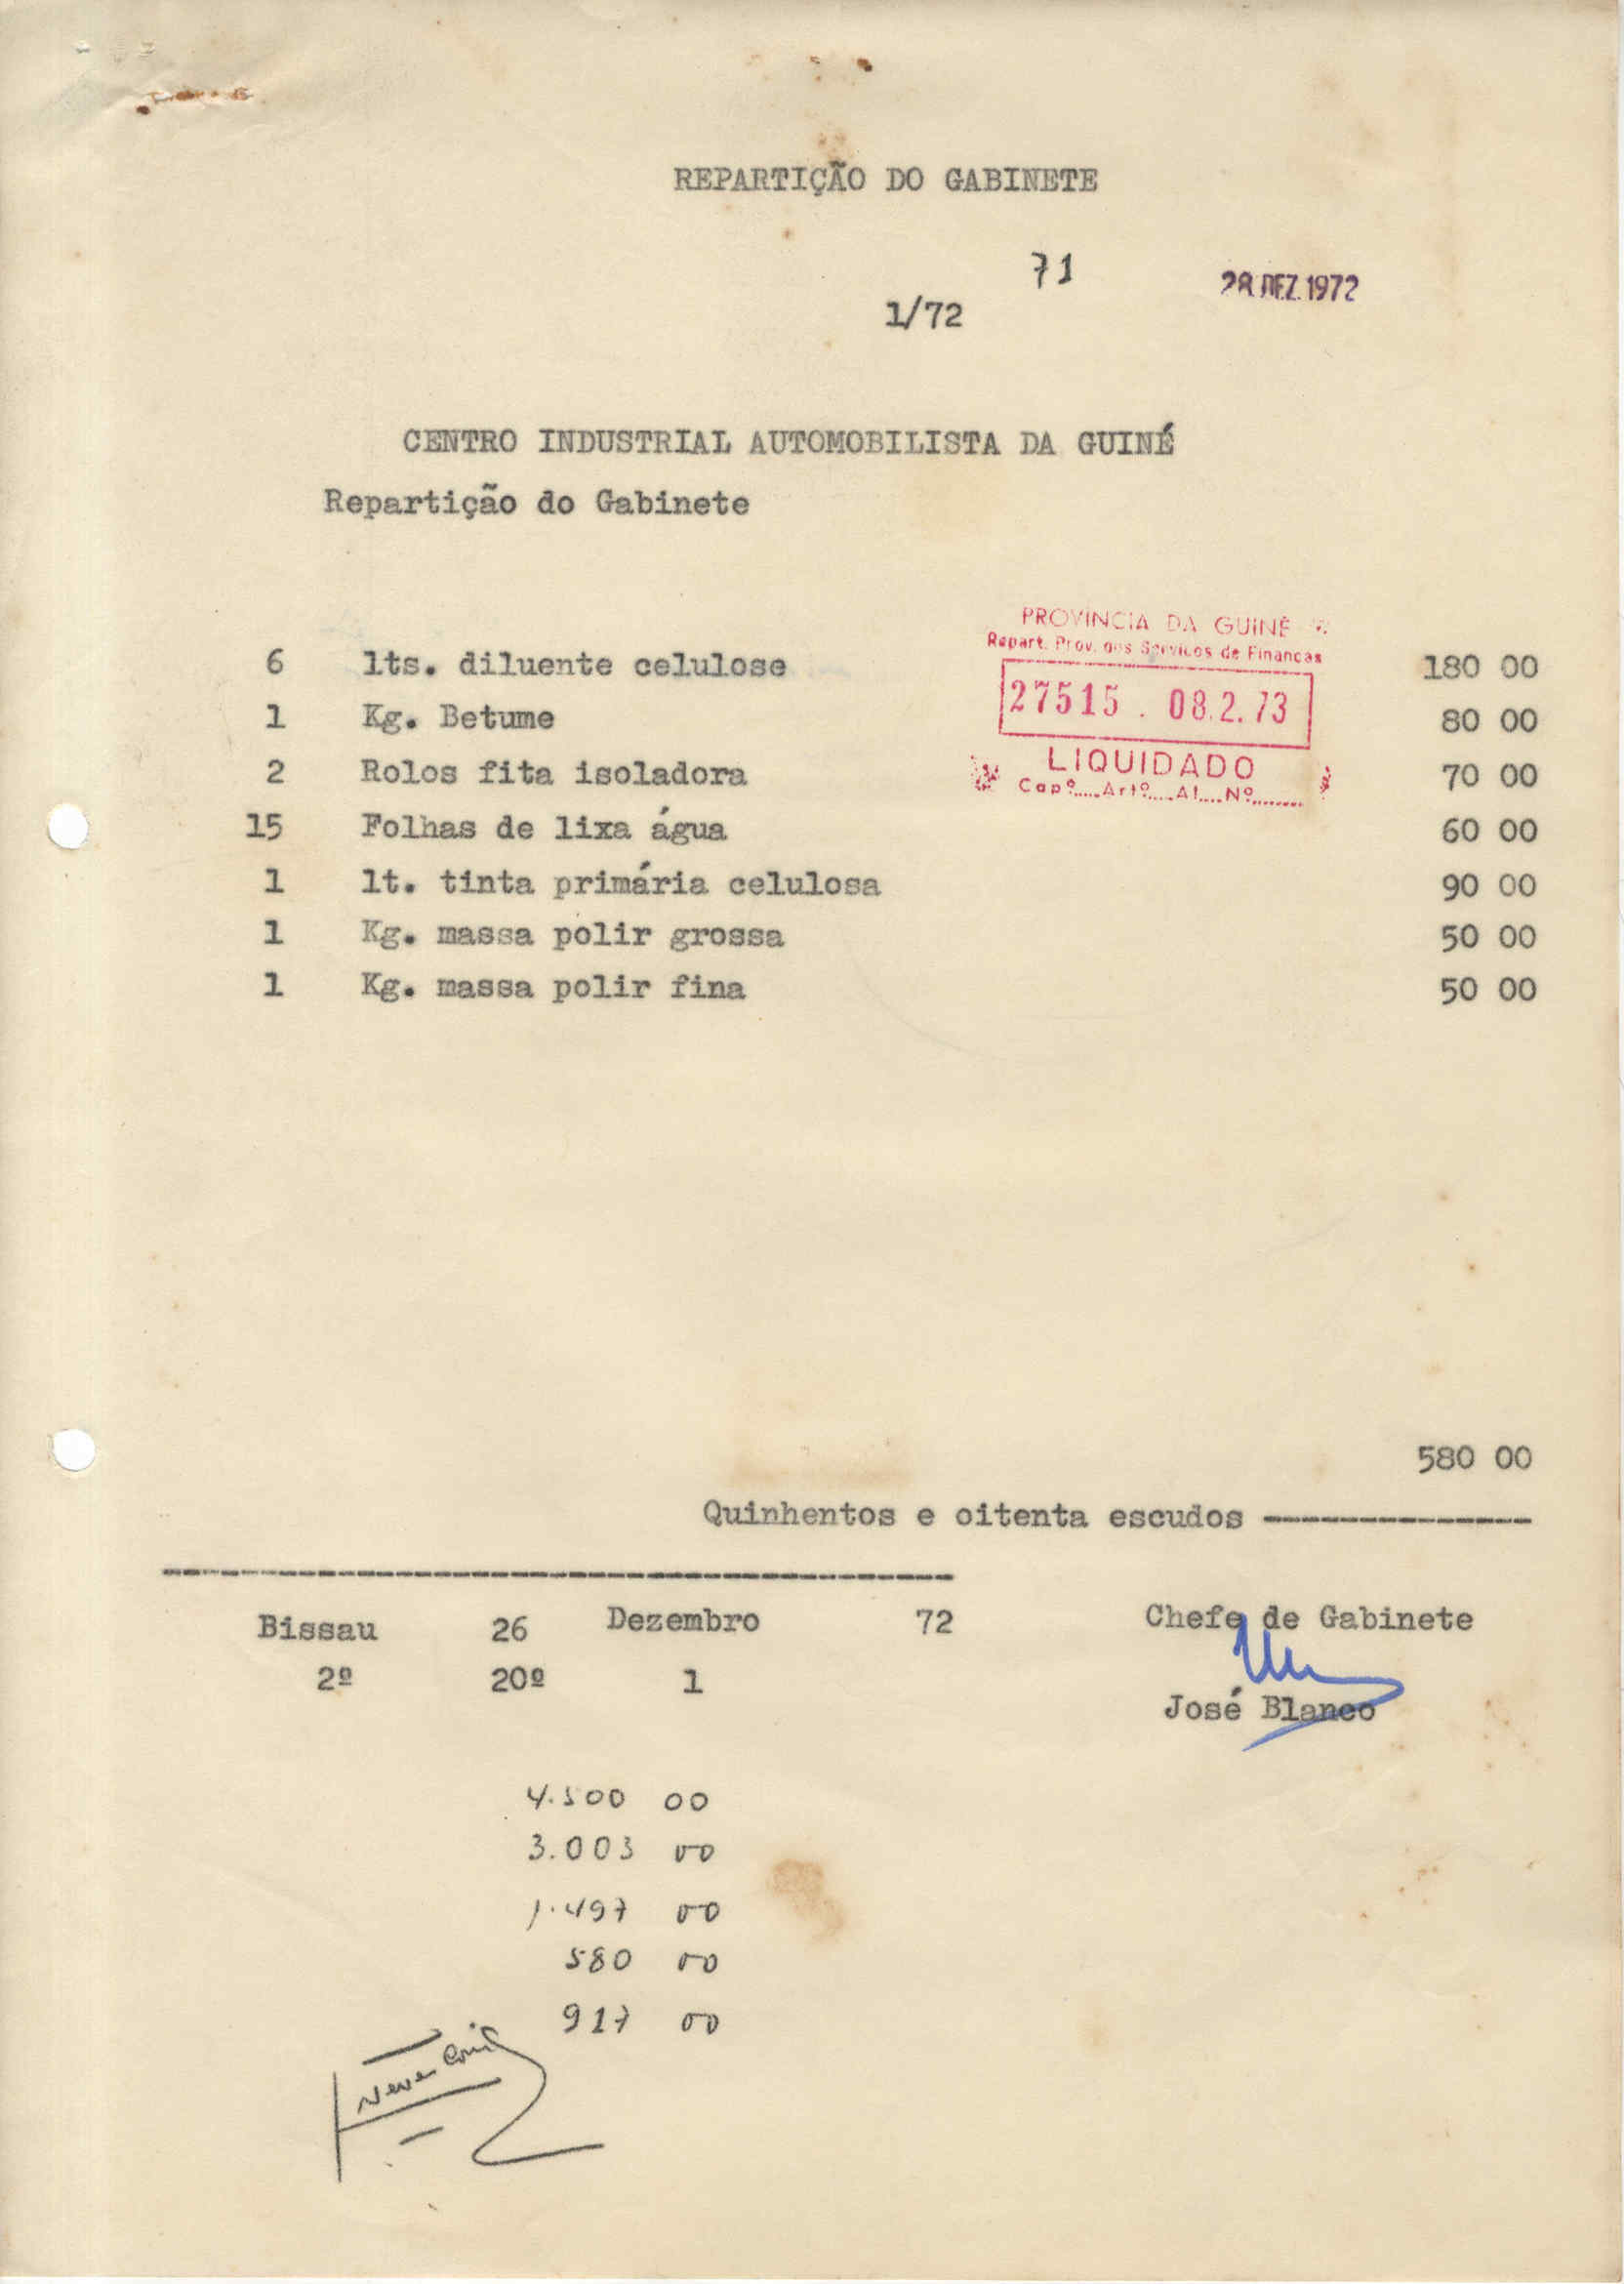 REPARTIÇÃO DO GABINETE
71
28 DEZ. 1972
1/72
CENTRO INDUSTRIAL AUTOMOBILISTA DA GUINÉ
Repartição do Gabinete
PROVÍNCIA DA GUINÉ
Repart. Prov. dos Serviços de Finanças
27515 . 08.2.73
LIQUIDADO
Capº.....Artº.....Al....Nº........
6 lts. diluente celulose 180 00
1 Kg. Betume 80 00
2 Rolos fita isoladora 70 00
15 Folhas de lixa água 60 00
1 lt. tinta primária celulosa 90 00
1 Kg. massa polir grossa 50 00
1 Kg. massa polir fina 50 00
580 00
Quinhentos e oitenta escudos --------------
----------------------------------------
Bissau 26 Dezembro 72 Chefe de Gabinete
2º 20º 1
José Blanco
4.500 00
3.003 00
1.497 00
580 00
917 00